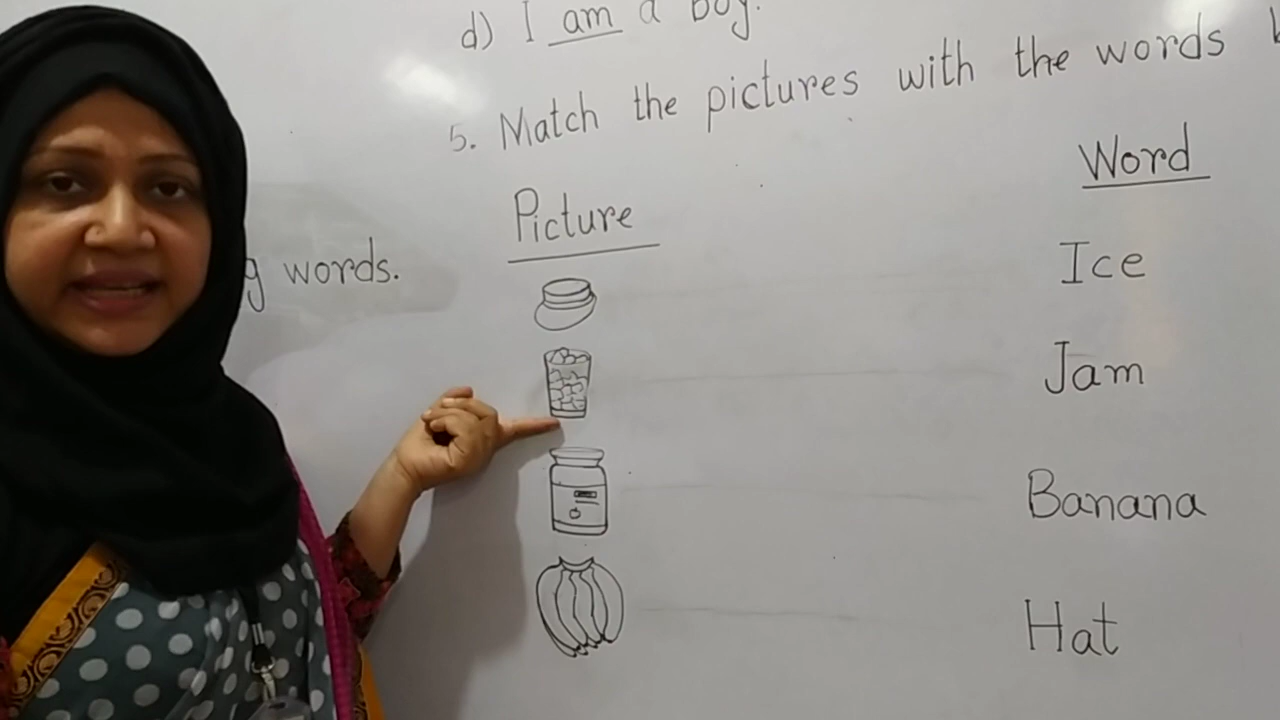 d) I am a boy.
5. Match the pictures with the words
words.
Picture
Word
Ice
Jam
Banana
Hat